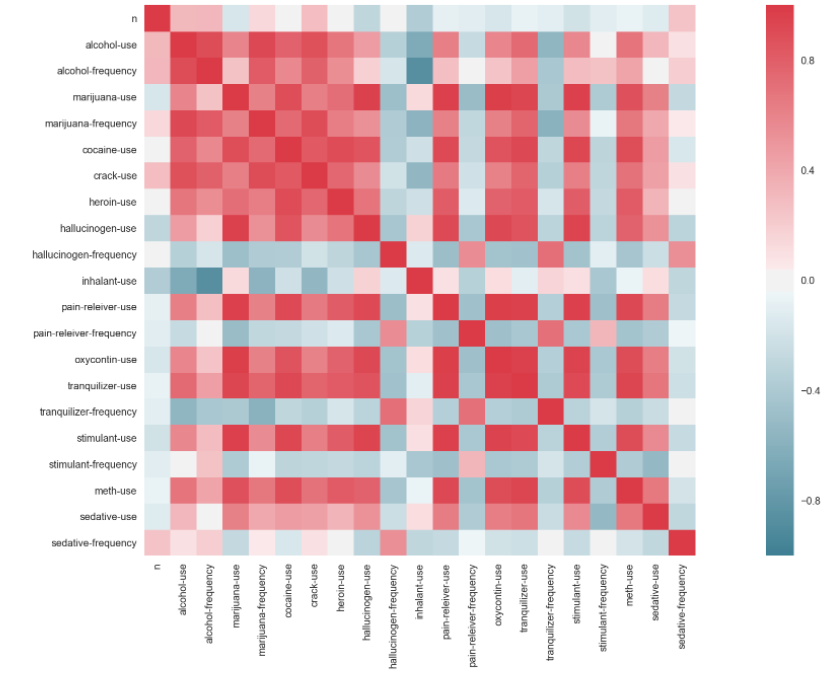 n
alcohol-use
alcohol-frequency
marijuana-use
marijuana-frequency
cocaine-use
crack-use
heroin-use
hallucinogen-use
hallucinogen-frequency
inhalant-use
pain-releiver-use
pain-releiver-frequency
oxycontin-use
tranquilizer-use
tranquilizer-frequency
stimulant-use
stimulant-frequency
meth-use
sedative-use
sedative-frequency
n
alcohol-use
alcohol-frequency
marijuana-use
marijuana-frequency
cocaine-use
crack-use
heroin-use
hallucinogen-use
hallucinogen-frequency
inhalant-use
pain-releiver-use
pain-releiver-frequency
oxycontin-use
tranquilizer-use
tranquilizer-frequency
stimulant-use
stimulant-frequency
meth-use
sedative-use
sedative-frequency
0.8
0.4
0.0
−0.4
−0.8